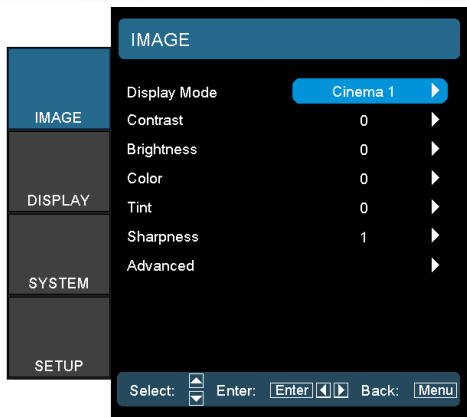 IMAGE
IMAGE
DISPLAY
SYSTEM
SETUP
Display Mode Cinema 1
Contrast 0
Brightness 0
Color 0
Tint 0
Sharpness 1
Advanced
Select: Enter: Enter Back: Menu